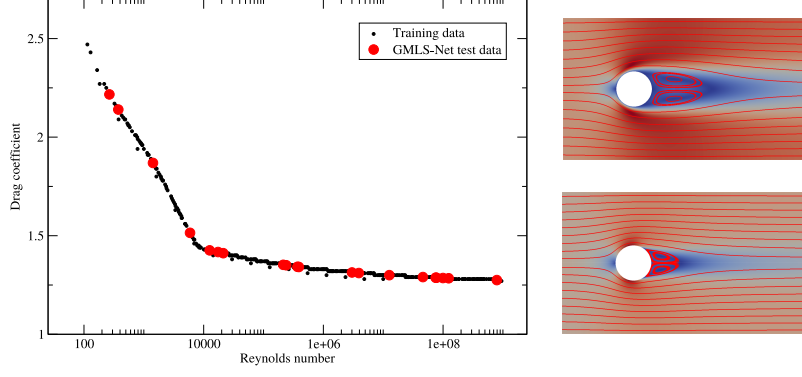 2.5
2
1.5
1
Drag coefficient
Training data
GMLS-Net test data
100
10000
1e+06
1e+08
Reynolds number